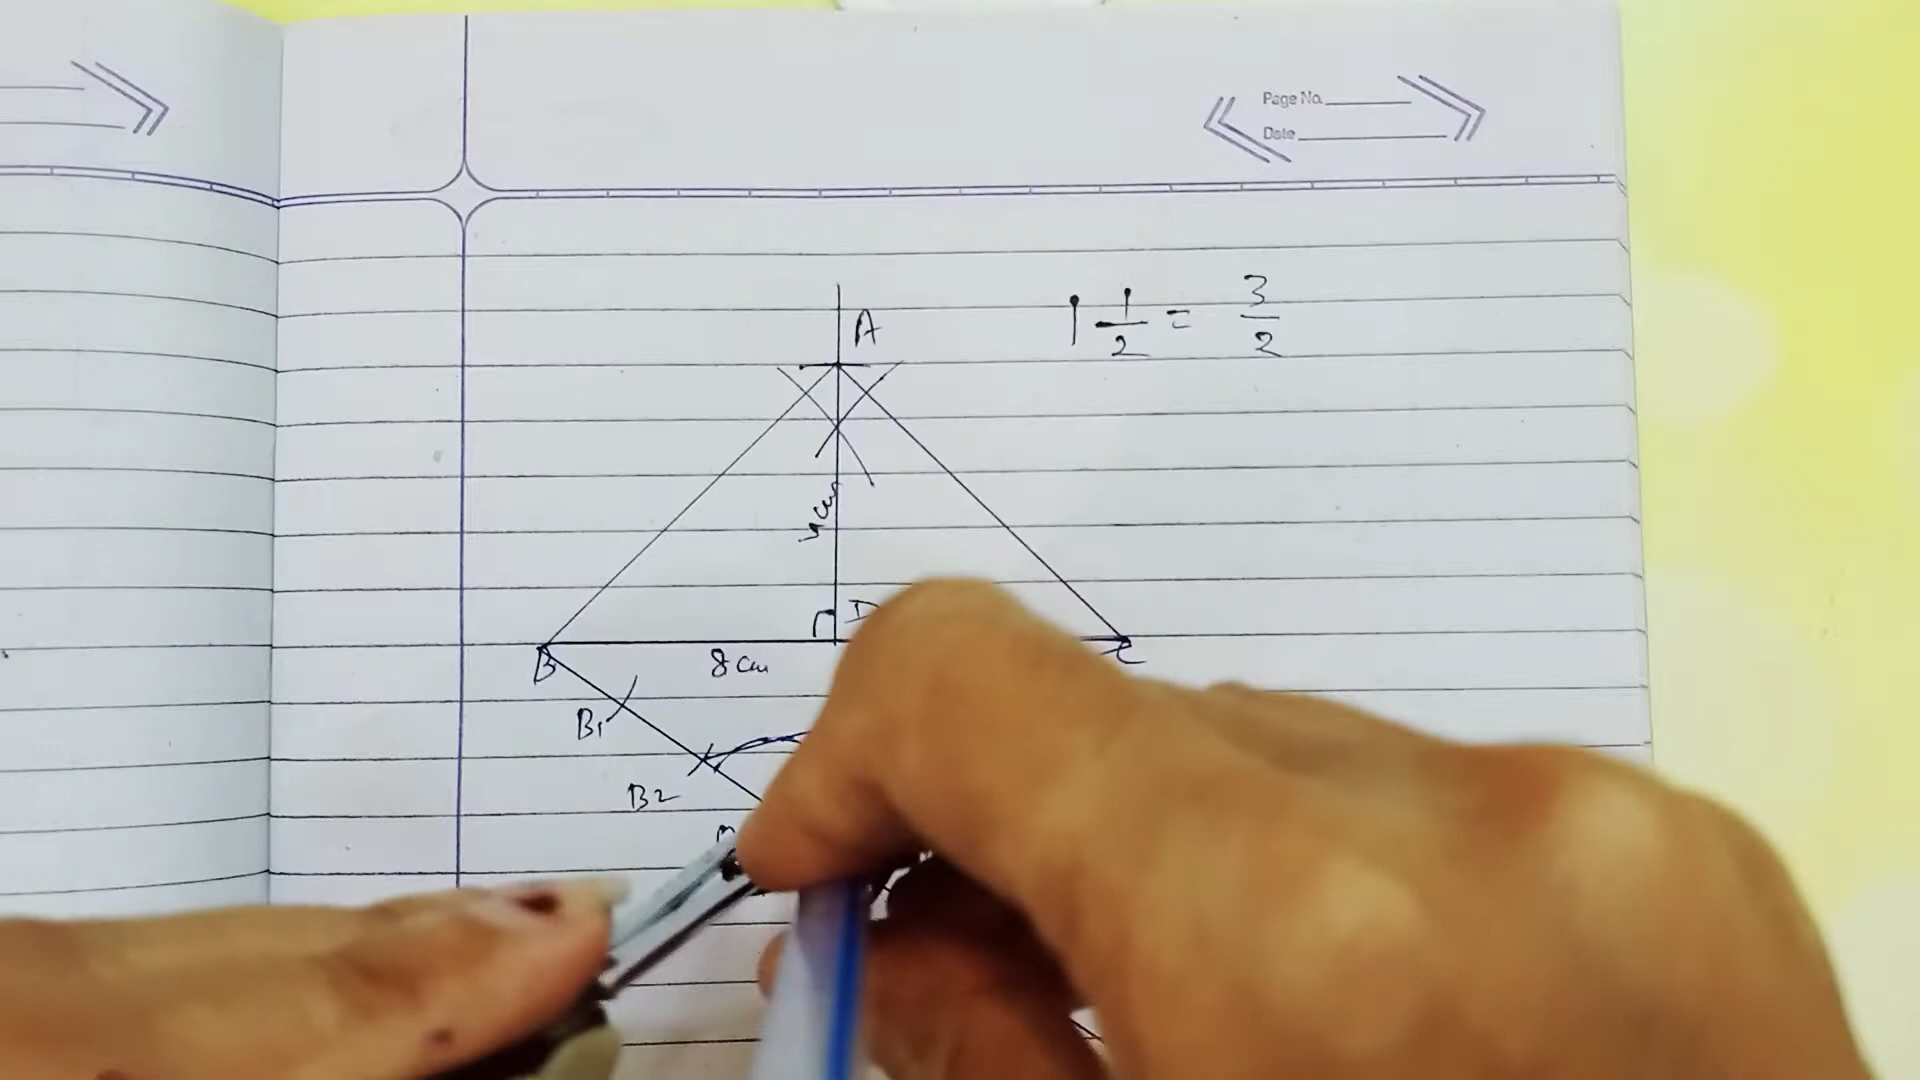 Page No.
Date
A
1 1/2 = 3/2
4cm
D
B
8 cm
C
B1
B2